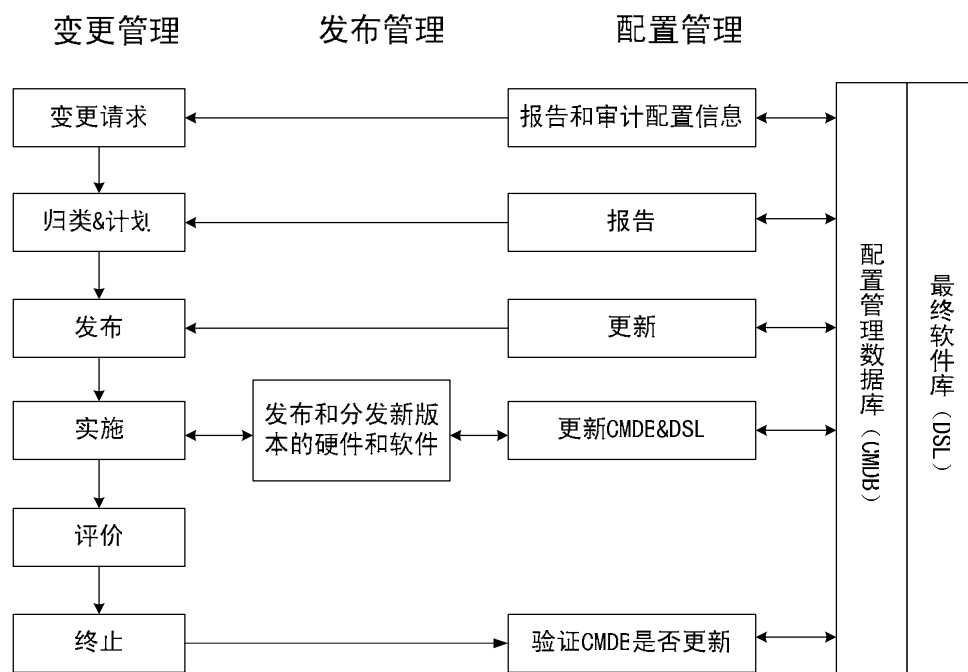 变更管理 发布管理 配置管理
变更请求 报告和审计配置信息
归类&计划 报告
发布 更新
实施 发布和分发新版
本的硬件和软件 更新CMDE&DSL
评价
终止 验证CMDE是否更新
配置管理数据库（CMDB）
最终软件库（DSL）